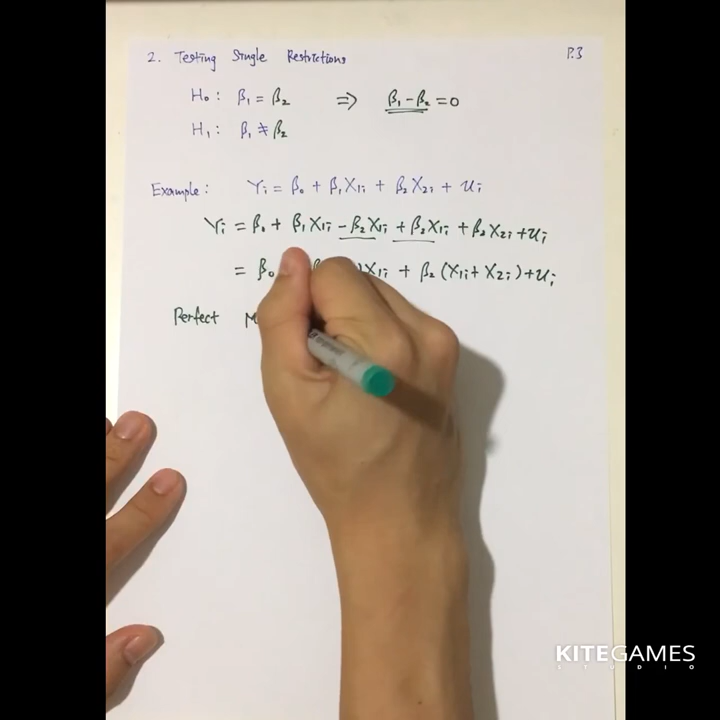 2. Testing Single Restrictions
P.3
H₀: β₁ = β₂ ⇒ β₁-β₂ = 0
H₁: β₁ ≠ β₂
Example: Yᵢ = β₀ + β₁X₁ᵢ + β₂X₂ᵢ + uᵢ
Yᵢ = β₀ + β₁X₁ᵢ - β₂X₁ᵢ + β₂X₁ᵢ + β₂X₂ᵢ + uᵢ
= β₀ )X₁ᵢ + β₂ (X₁ᵢ + X₂ᵢ) + uᵢ
Perfect M
KITEGAMES
STUDIO